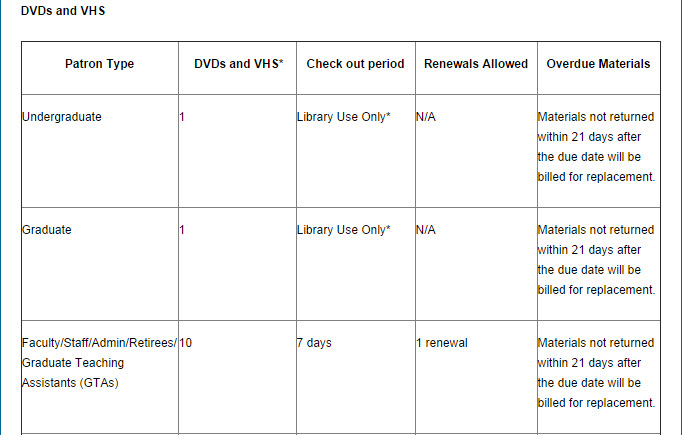 DVDs and VHS
Patron Type DVDs and VHS* Check out period Renewals Allowed Overdue Materials
Undergraduate 1 Library Use Only* N/A Materials not returned
within 21 days after
the due date will be
billed for replacement.
Graduate 1 Library Use Only* N/A Materials not returned
within 21 days after
the due date will be
billed for replacement.
Faculty/Staff/Admin/Retirees/ 10 7 days 1 renewal Materials not returned
Graduate Teaching within 21 days after
Assistants (GTAs) the due date will be
billed for replacement.